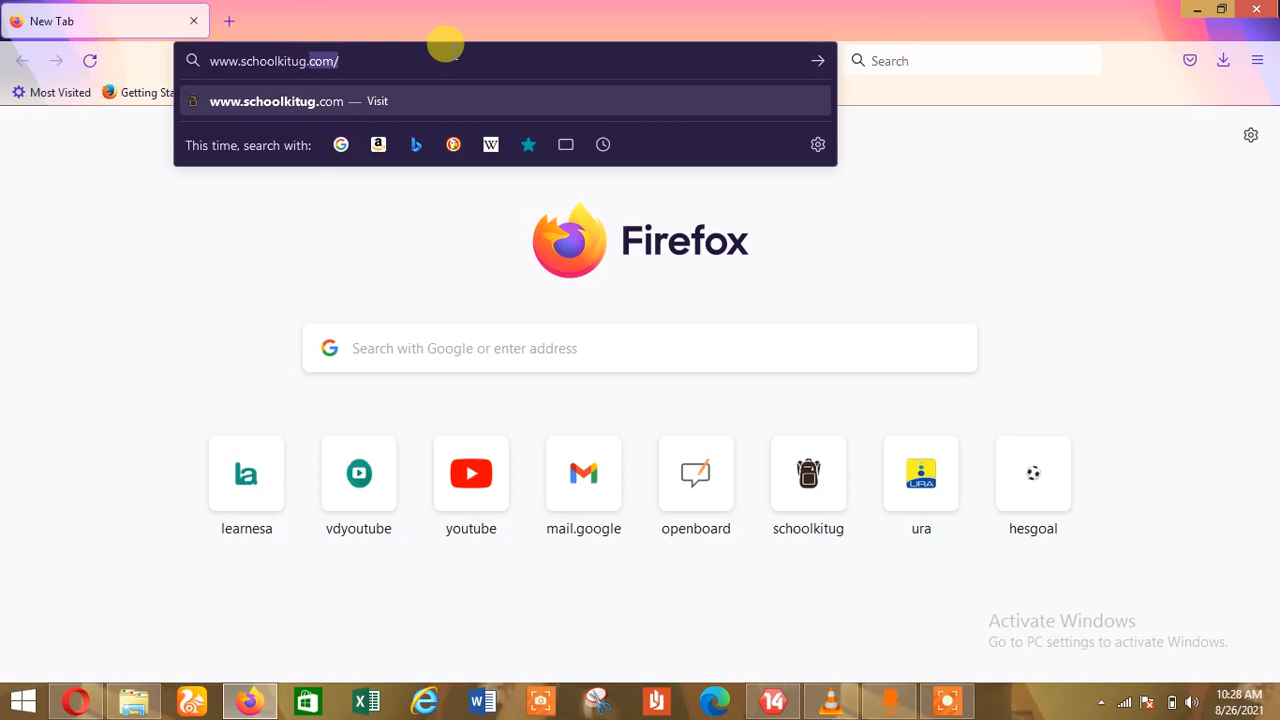 New Tab
www.schoolkitug.com/
Search
Most Visited
Getting Sta
www.schoolkitug.com — Visit
This time, search with:
Firefox
Search with Google or enter address
learnesa
vdyoutube
youtube
mail.google
openboard
schoolkitug
ura
hesgoal
Activate Windows
Go to PC settings to activate Windows.
10:28 AM
8/26/2021